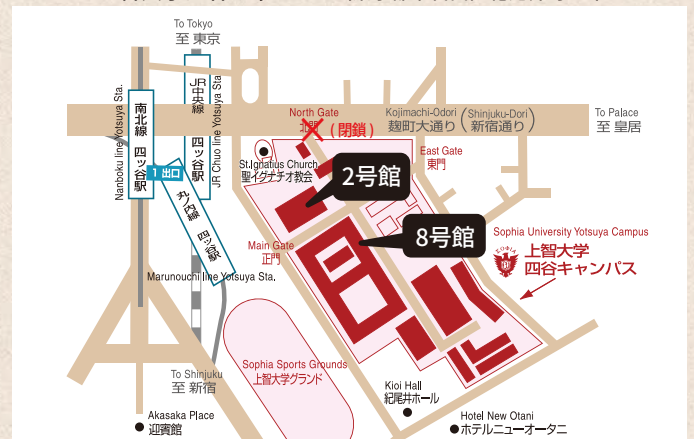 To Tokyo
至 東京
Nanboku line Yotsuya Sta.
南北線 四ッ谷駅
JR中央線 四ッ谷駅
JR Chuo line Yotsuya Sta.
1 出口
丸ノ内線 四ッ谷駅
Marunouchi line Yotsuya Sta.
North Gate
北門
(閉鎖)
Kojimachi-Odori (Shinjuku-Dori)
麹町大通り(新宿通り)
To Palace
至 皇居
St.Ignatius Church
聖イグナチオ教会
East Gate
東門
2号館
8号館
Main Gate
正門
Sophia University Yotsuya Campus
上智大学
四谷キャンパス
Sophia Sports Grounds
上智大学グランド
To Shinjuku
至 新宿
Akasaka Place
迎賓館
Kioi Hall
紀尾井ホール
Hotel New Otani
ホテルニューオータニ